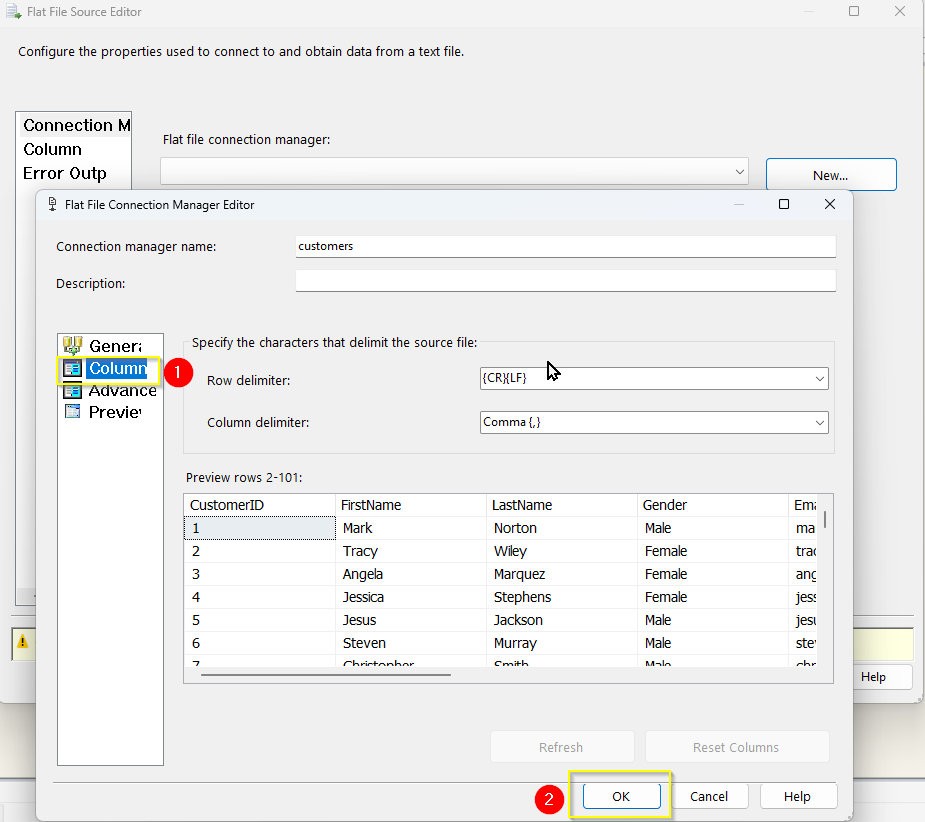 Flat File Source Editor
Configure the properties used to connect to and obtain data from a text file.
Connection M
Column
Error Outp
Flat file connection manager:
New...
Flat File Connection Manager Editor
Connection manager name:
customers
Description:
Genera
Column
Advance
Preview
1
Specify the characters that delimit the source file:
Row delimiter:
{CR}{LF}
Column delimiter:
Comma {,}
Preview rows 2-101:
CustomerID FirstName LastName Gender Ema
1 Mark Norton Male ma
2 Tracy Wiley Female trac
3 Angela Marquez Female ang
4 Jessica Stephens Female jess
5 Jesus Jackson Male jesu
6 Steven Murray Male stev
7 Christopher Smith Male chr
Help
Refresh Reset Columns
2
OK Cancel Help